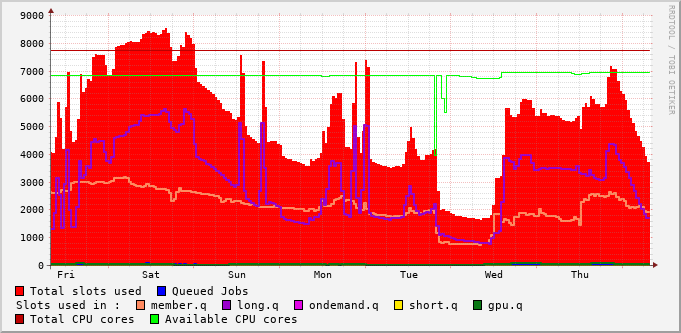 9000
8000
7000
6000
5000
4000
3000
2000
1000
0
Fri Sat Sun Mon Tue Wed Thu
RRDTOOL / TOBI OETIKER
Total slots used Queued Jobs
Slots used in : member.q long.q ondemand.q short.q gpu.q
Total CPU cores Available CPU cores